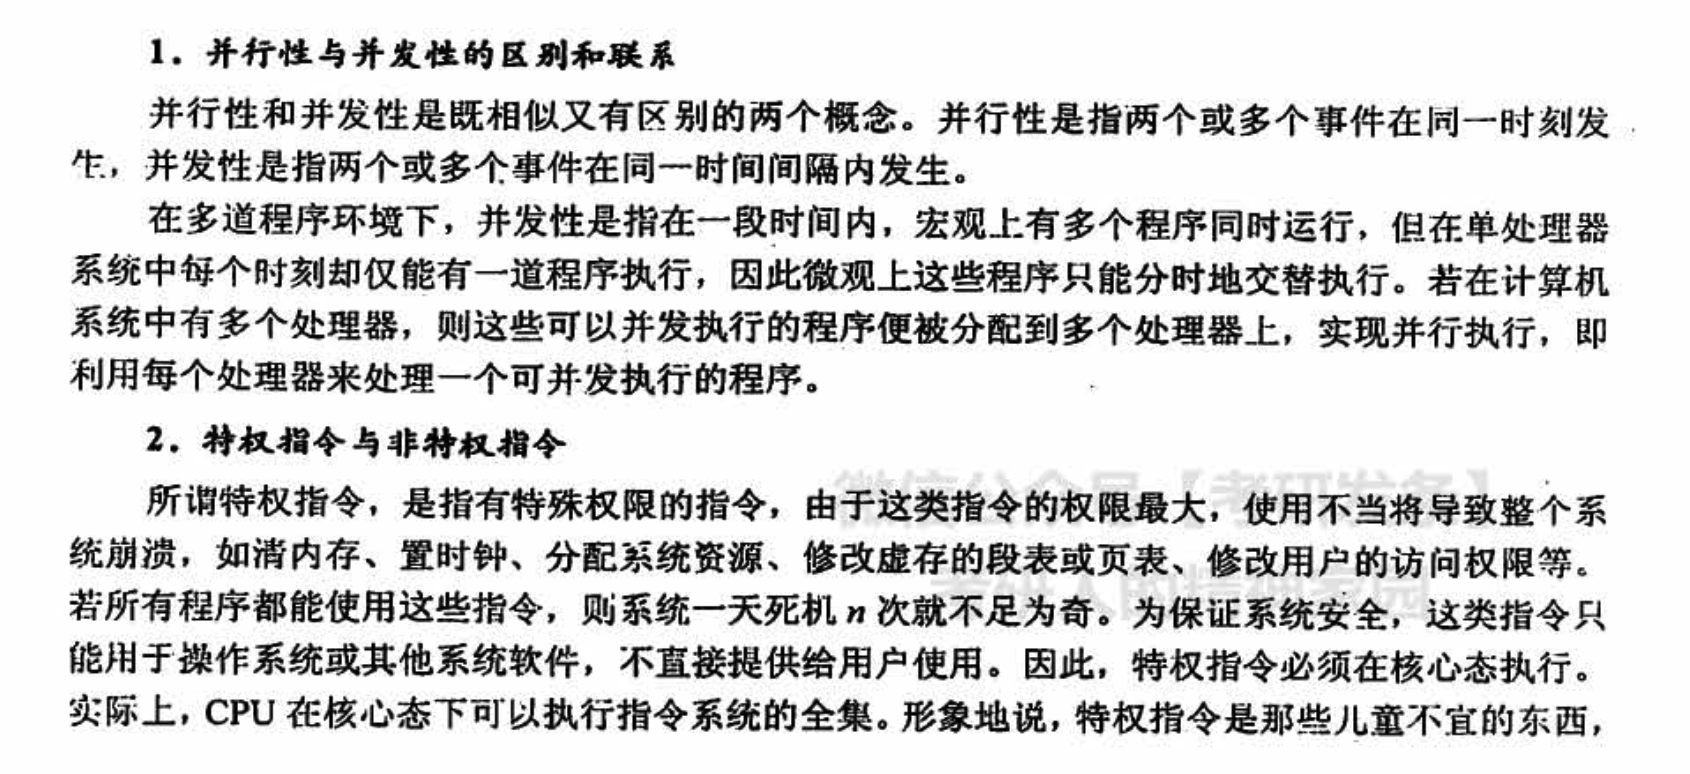 1．并行性与并发性的区别和联系
并行性和并发性是既相似又有区别的两个概念。并行性是指两个或多个事件在同一时刻发
生，并发性是指两个或多个事件在同一时间间隔内发生。
在多道程序环境下，并发性是指在一段时间内，宏观上有多个程序同时运行，但在单处理器
系统中每个时刻却仅能有一道程序执行，因此微观上这些程序只能分时地交替执行。若在计算机
系统中有多个处理器，则这些可以并发执行的程序便被分配到多个处理器上，实现并行执行，即
利用每个处理器来处理一个可并发执行的程序。
2．特权指令与非特权指令
微信公众号【考研发条】
所谓特权指令，是指有特殊权限的指令，由于这类指令的权限最大，使用不当将导致整个系
统崩溃，如清内存、置时钟、分配系统资源、修改虚存的段表或页表、修改用户的访问权限等。
考研人的精神家园
若所有程序都能使用这些指令，则系统一天死机 n 次就不足为奇。为保证系统安全，这类指令只
能用于操作系统或其他系统软件，不直接提供给用户使用。因此，特权指令必须在核心态执行。
实际上，CPU 在核心态下可以执行指令系统的全集。形象地说，特权指令是那些儿童不宜的东西，